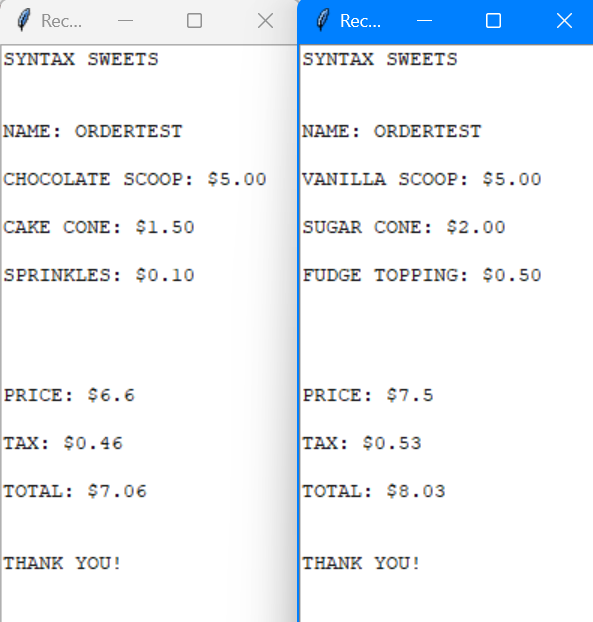 Rec...
SYNTAX SWEETS
NAME: ORDERTEST
CHOCOLATE SCOOP: $5.00
CAKE CONE: $1.50
SPRINKLES: $0.10
PRICE: $6.6
TAX: $0.46
TOTAL: $7.06
THANK YOU!
Rec...
SYNTAX SWEETS
NAME: ORDERTEST
VANILLA SCOOP: $5.00
SUGAR CONE: $2.00
FUDGE TOPPING: $0.50
PRICE: $7.5
TAX: $0.53
TOTAL: $8.03
THANK YOU!